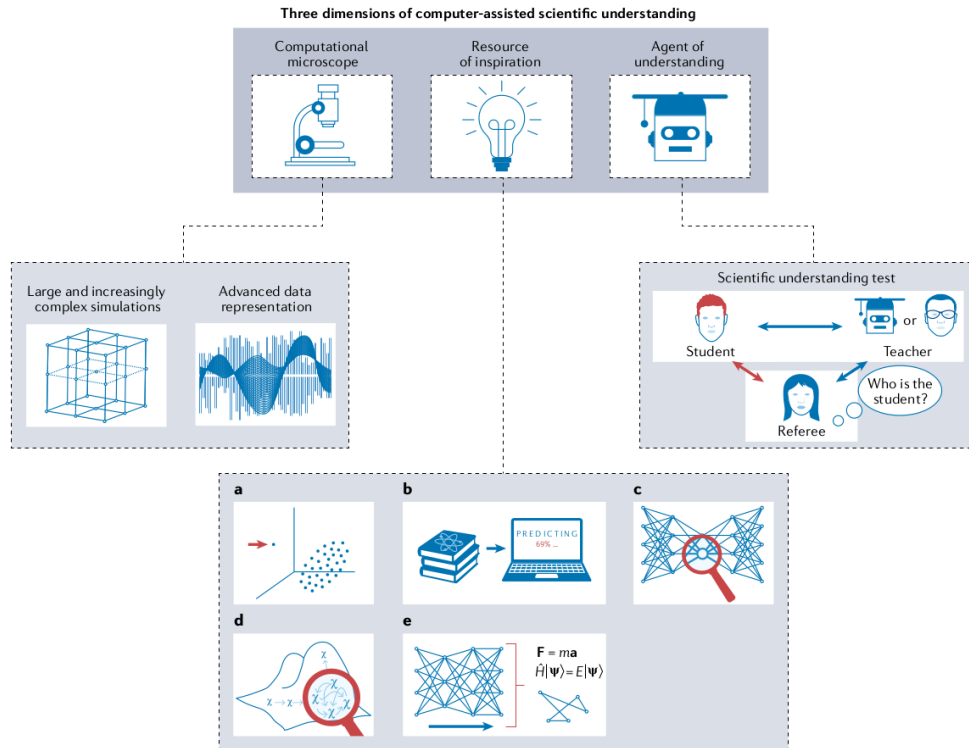 Three dimensions of computer-assisted scientific understanding
Computational
microscope
Resource
of inspiration
Agent of
understanding
Large and increasingly
complex simulations
Advanced data
representation
Scientific understanding test
Student
or
Teacher
Who is the
student?
Referee
a
b
PREDICTING
69% ...
c
d
χ
χ → χ →
χ
χ
χ
χ
e
F = ma
Ĥ|Ψ⟩ = E|Ψ⟩